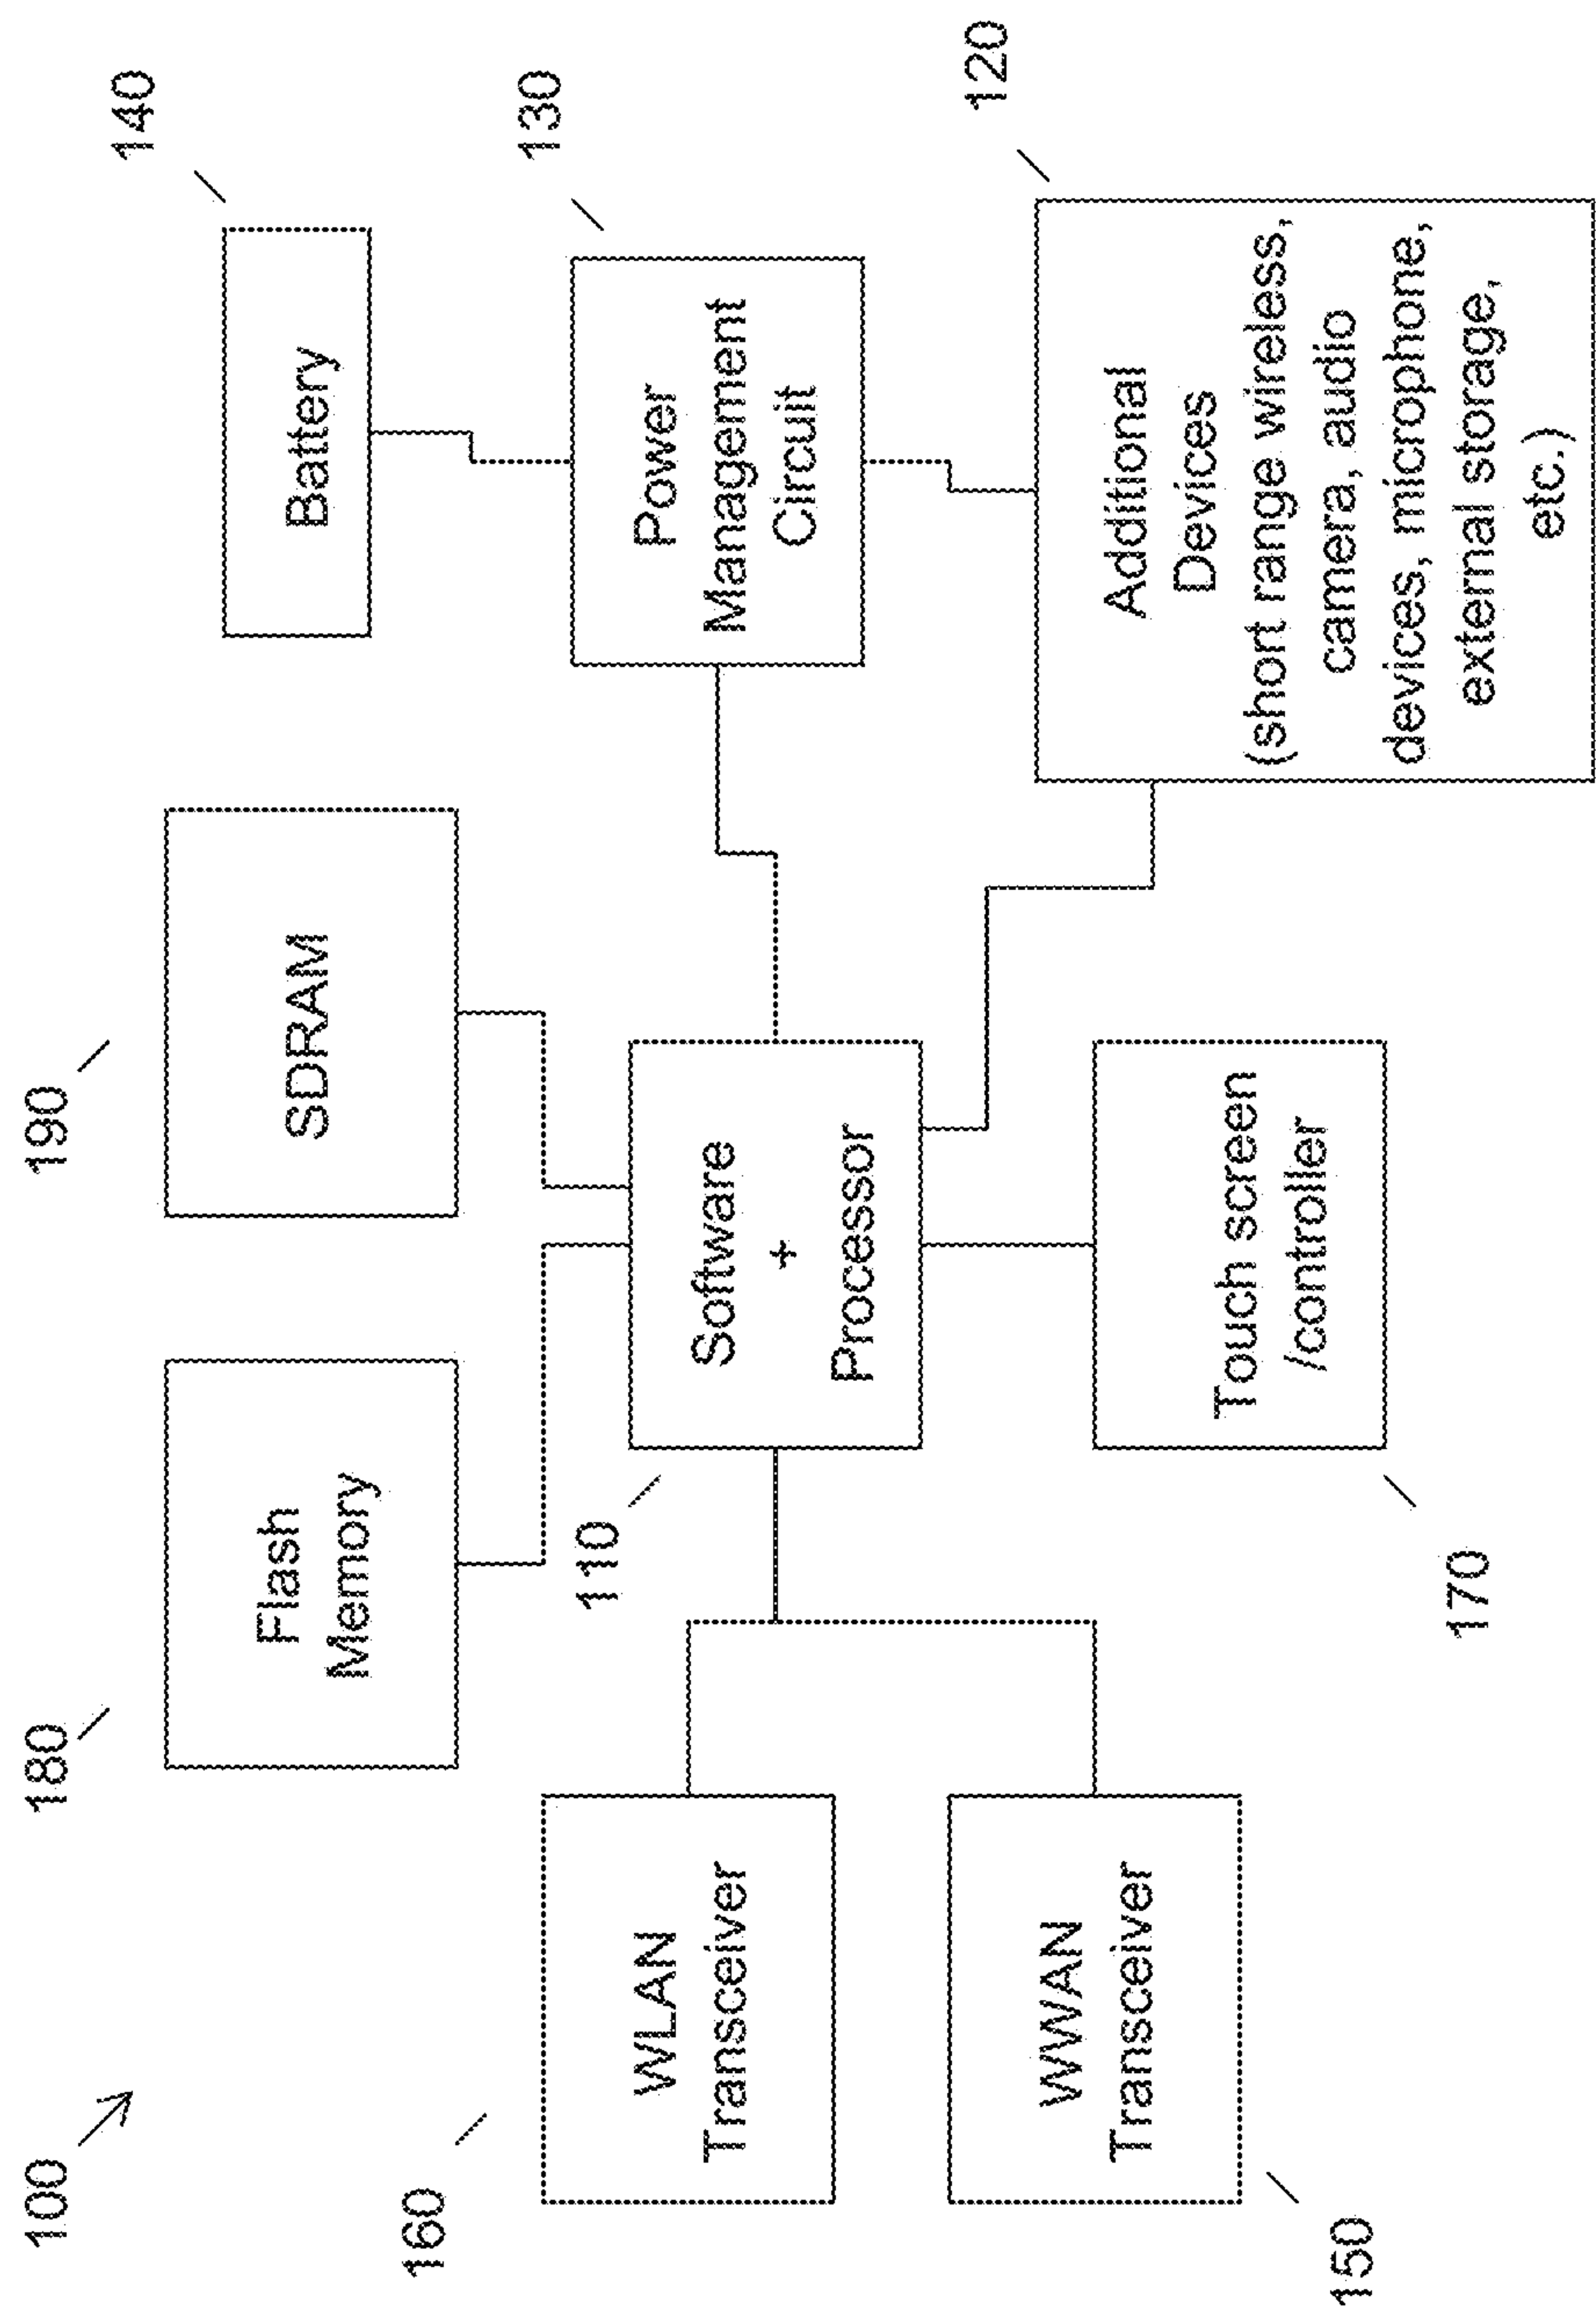 100
180
190
140
Flash
Memory
SDRAM
Battery
160
WLAN
Transceiver
110
Software
+
Processor
130
Power
Management
Circuit
150
WWAN
Transceiver
170
Touch screen
/controller
120
Additional
Devices
(short range wireless,
camera, audio
devices, microphone,
external storage,
etc.)